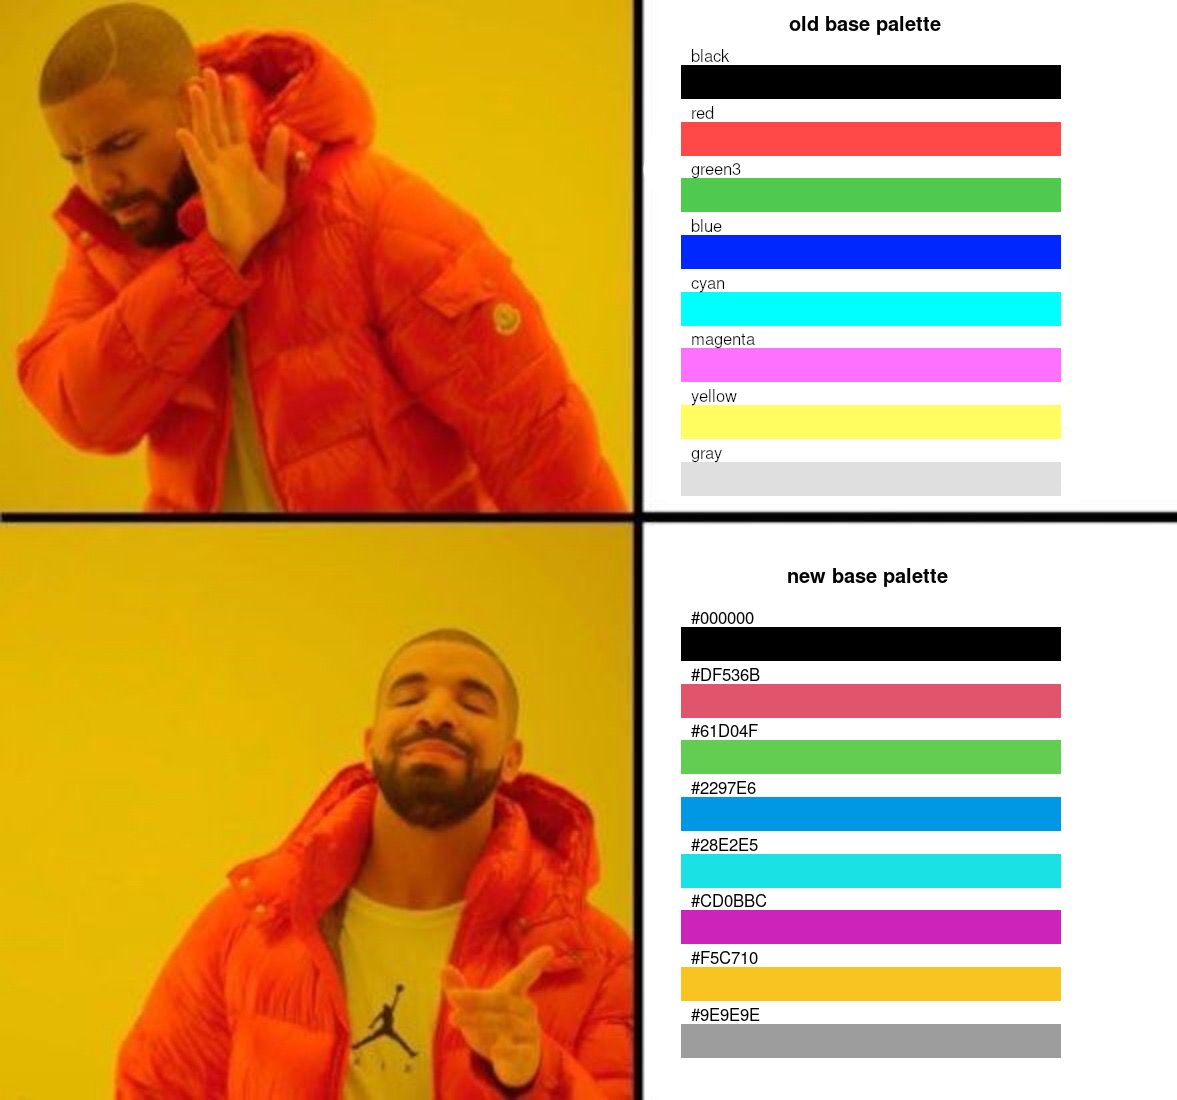 old base palette
black
red
green3
blue
cyan
magenta
yellow
gray
new base palette
#000000
#DF536B
#61D04F
#2297E6
#28E2E5
#CD0BBC
#F5C710
#9E9E9E